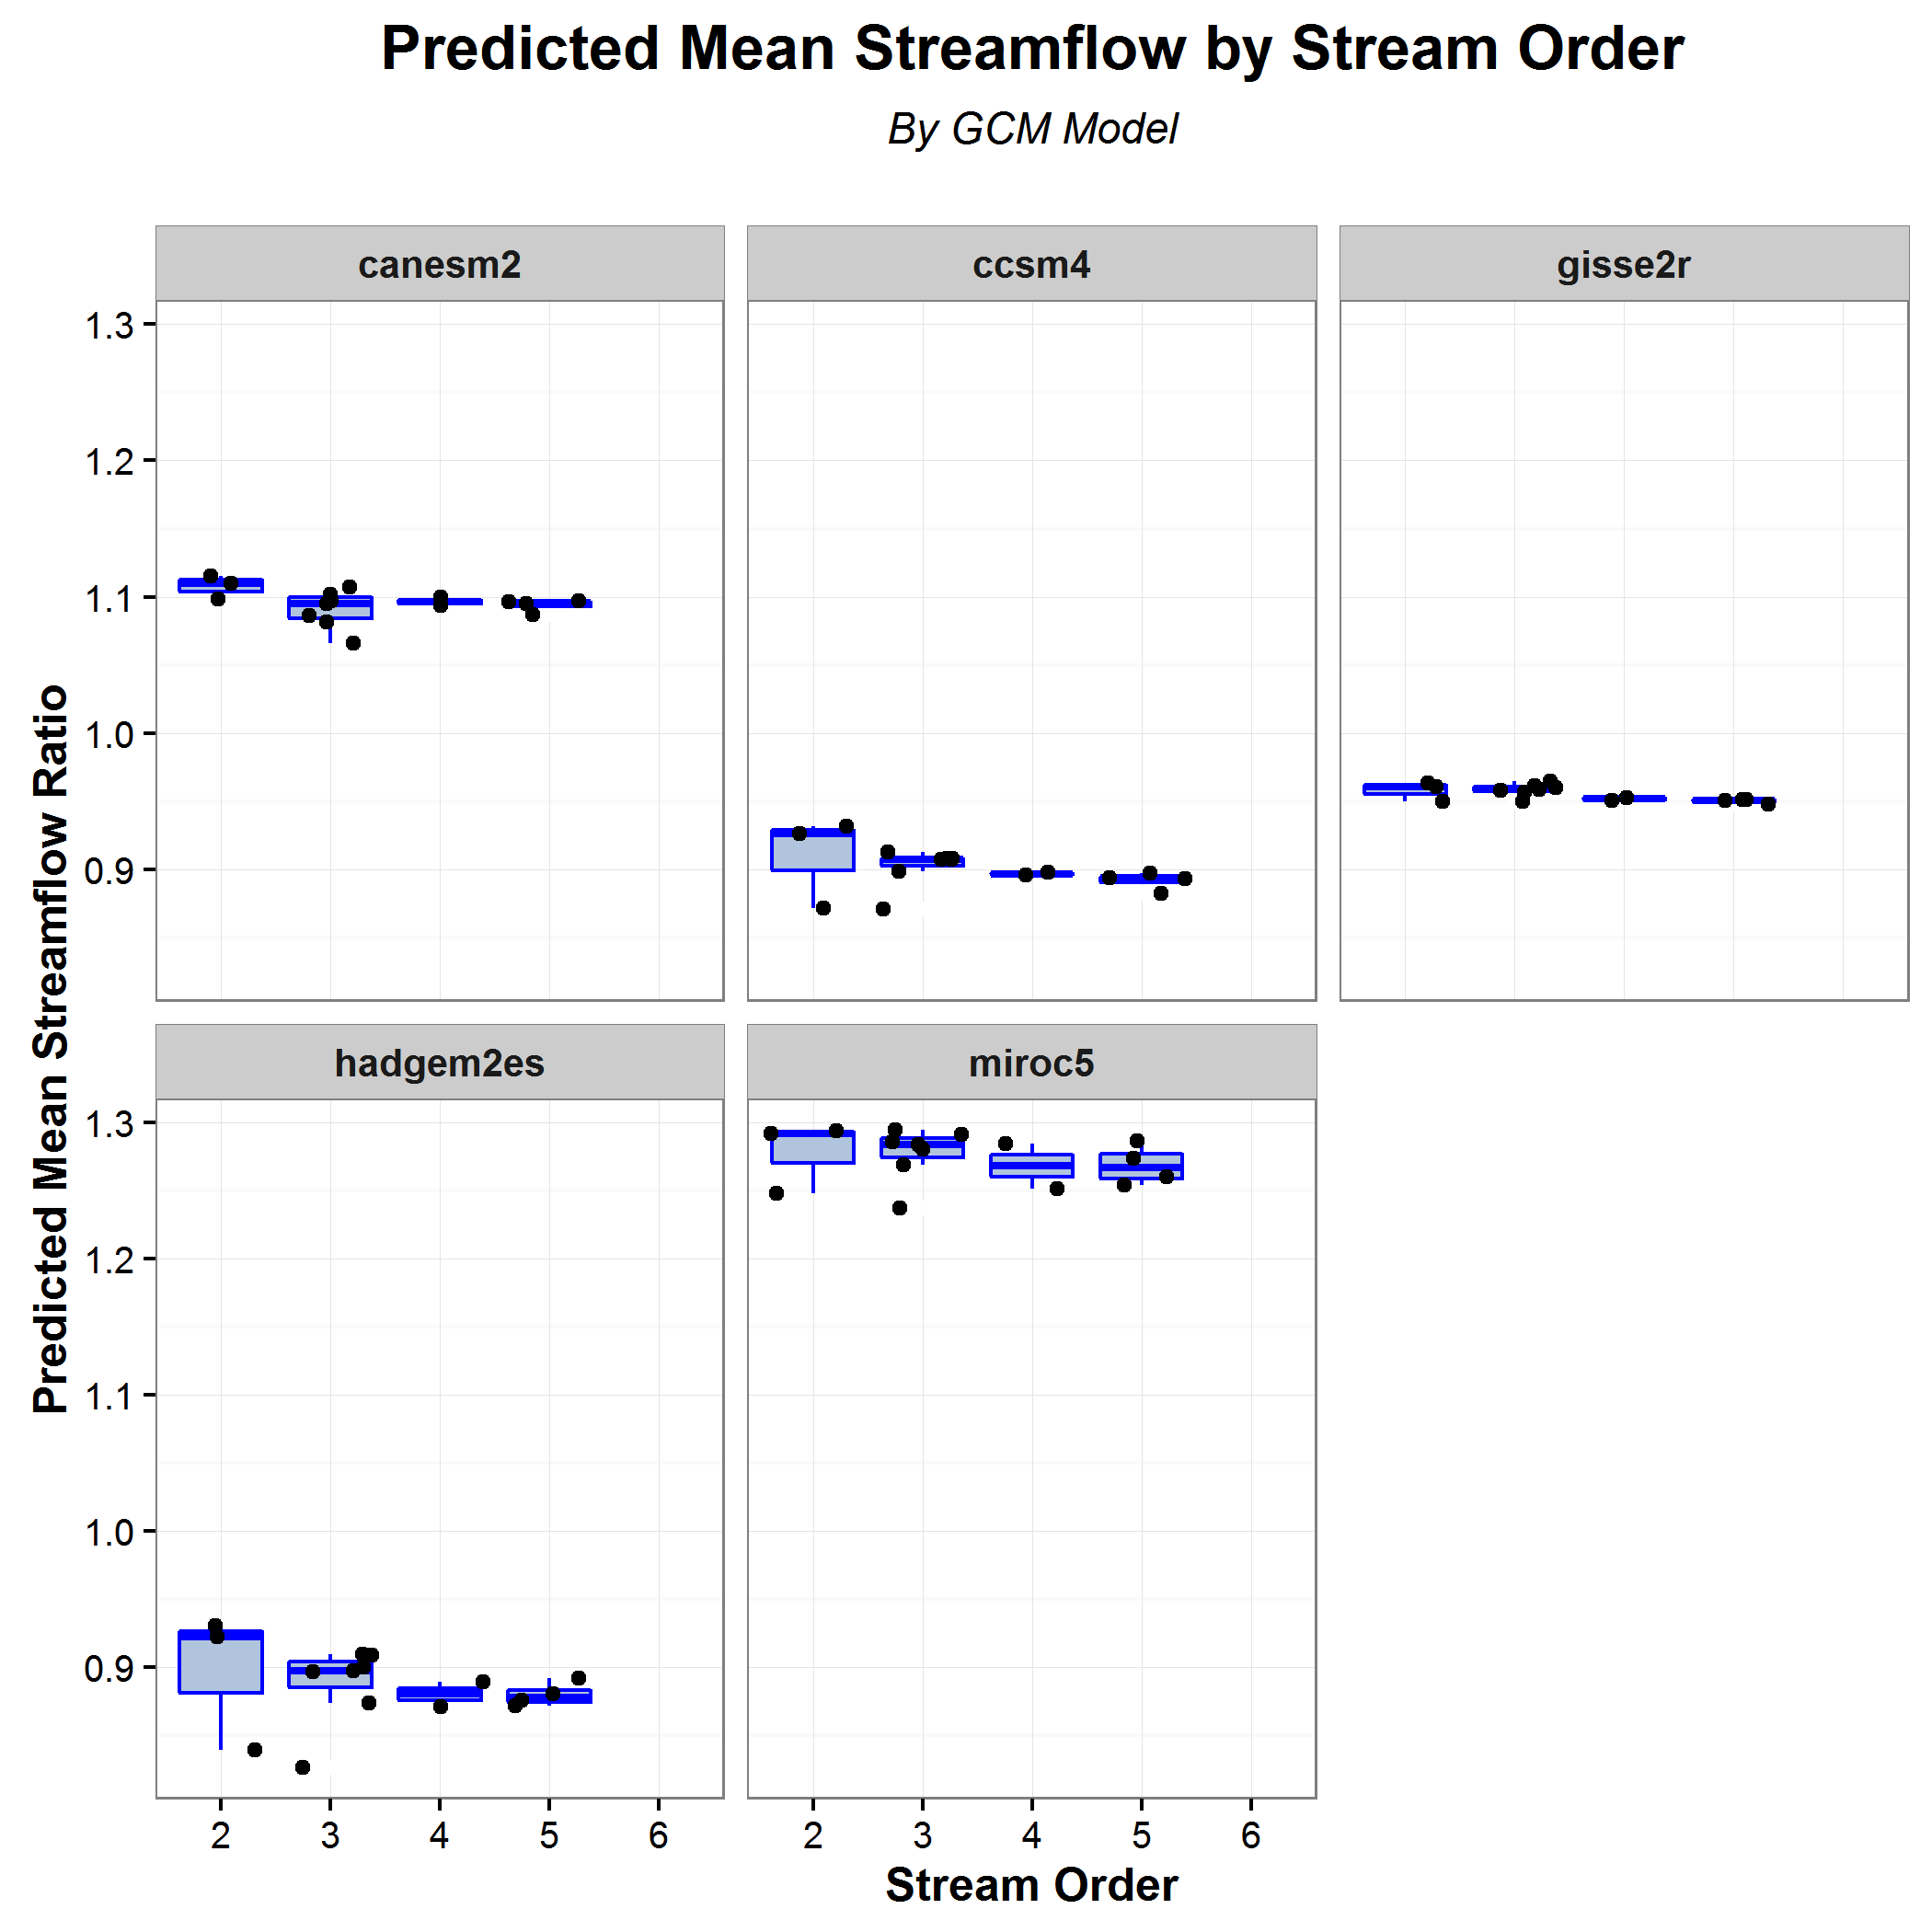 Predicted Mean Streamflow by Stream Order
By GCM Model
canesm2
ccsm4
gisse2r
1.3
1.2
1.1
1.0
0.9
hadgem2es
miroc5
1.3
1.2
1.1
1.0
0.9
2 3 4 5 6
2 3 4 5 6
Stream Order
Predicted Mean Streamflow Ratio